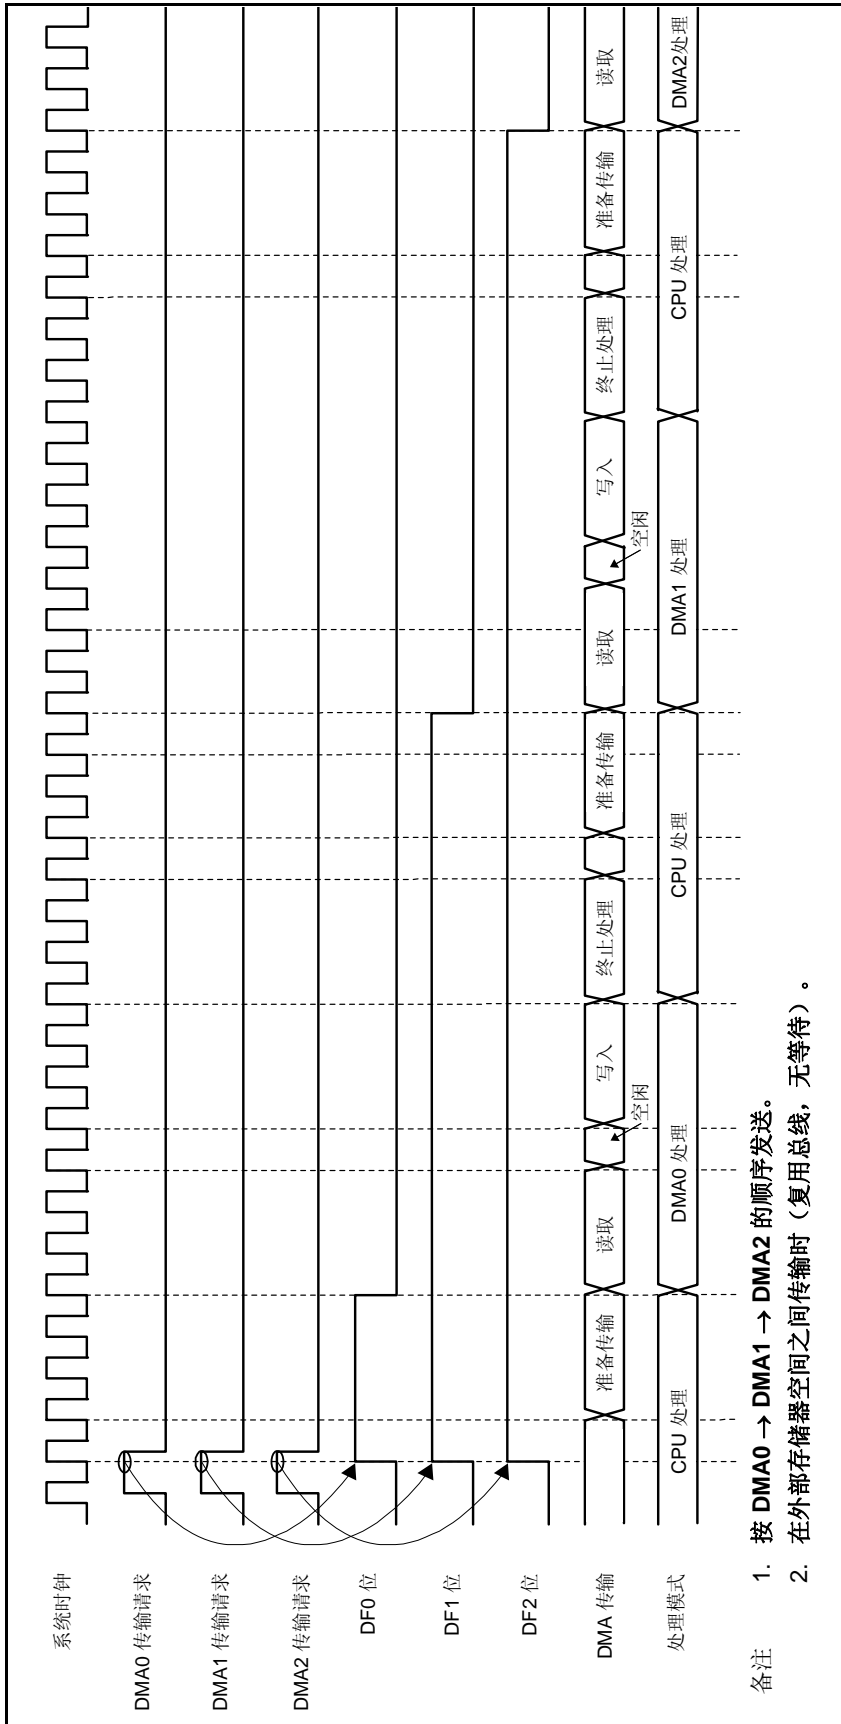 系统时钟
DMA0 传输请求
DMA1 传输请求
DMA2 传输请求
DF0 位
DF1 位
DF2 位
DMA 传输
准备传输
读取
空闲
写入
终止处理
准备传输
读取
空闲
写入
终止处理
准备传输
读取
处理模式
CPU 处理
DMA0 处理
CPU 处理
DMA1 处理
CPU 处理
DMA2处理
备注
1. 按 DMA0 → DMA1 → DMA2 的顺序发送。
2. 在外部存储器空间之间传输时（复用总线，无等待）。